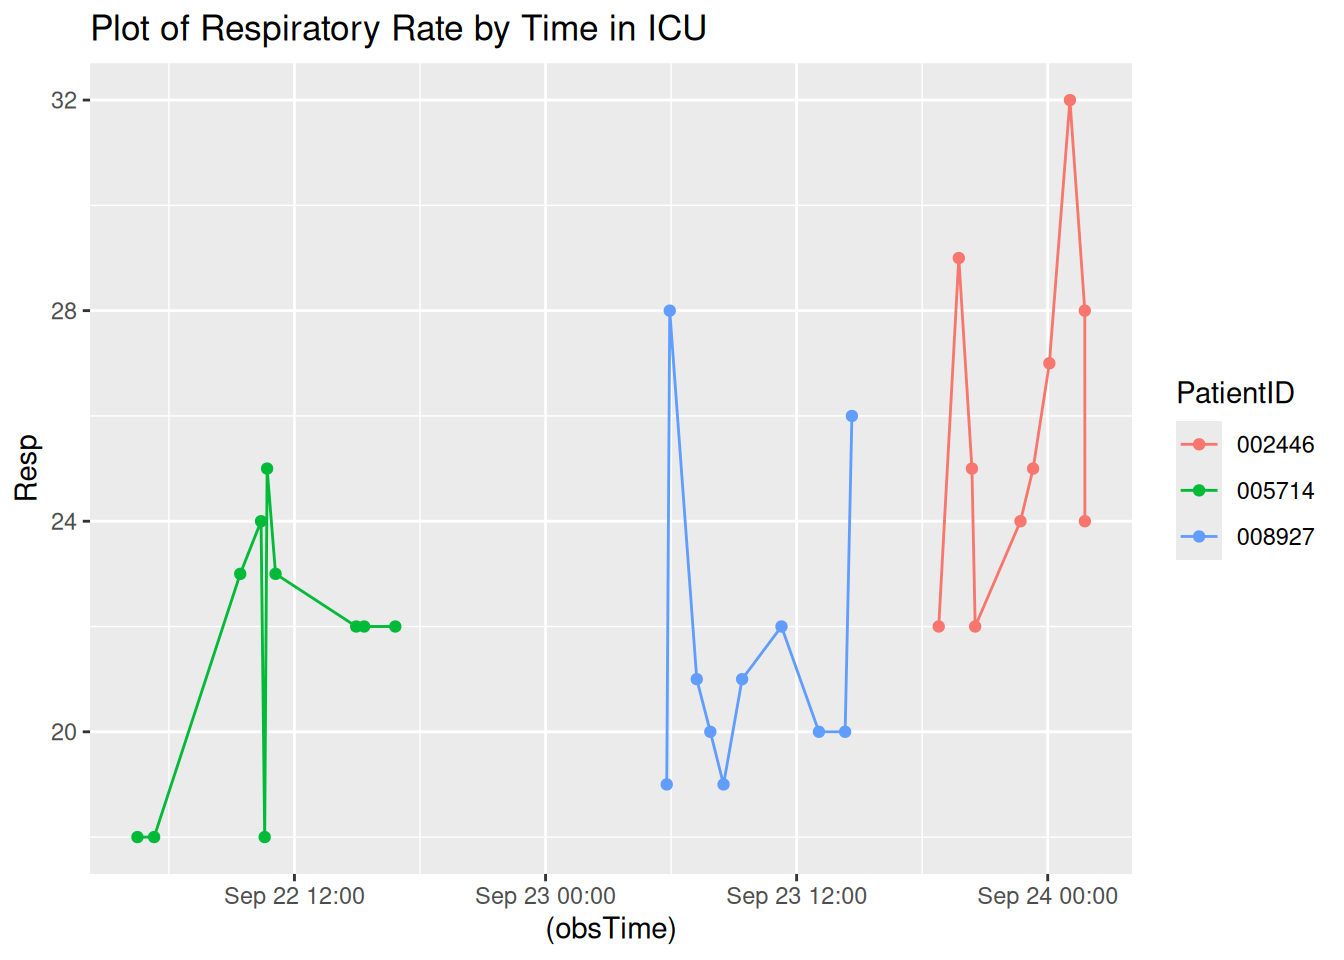 Plot of Respiratory Rate by Time in ICU
32
28
24
20
Resp
Sep 22 12:00
Sep 23 00:00
Sep 23 12:00
Sep 24 00:00
(obsTime)
PatientID
002446
005714
008927